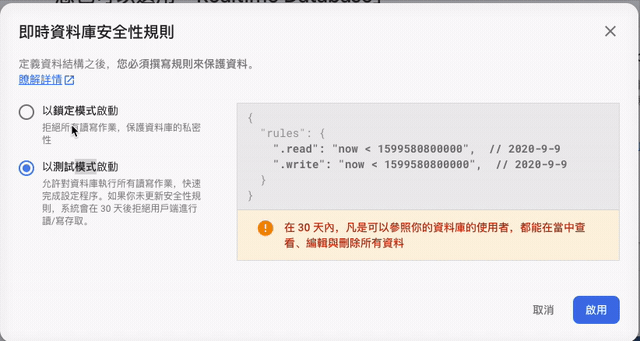 即時資料庫安全性規則
定義資料結構之後，您必須撰寫規則來保護資料。
瞭解詳情
以鎖定模式啟動
拒絕所有讀寫作業，保護資料庫的私密
性
以測試模式啟動
允許對資料庫執行所有讀寫作業，快速
完成設定程序。如果你未更新安全性規
則，系統會在 30 天後拒絕用戶端進行
讀/寫存取。
{
"rules": {
".read": "now < 1599580800000",  // 2020-9-9
".write": "now < 1599580800000",  // 2020-9-9
}
}
在 30 天內，凡是可以參照你的資料庫的使用者，都能在當中查
看、編輯與刪除所有資料
取消
啟用